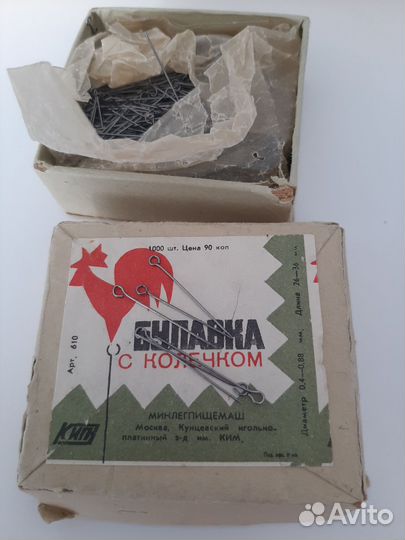 1000 шт. Цена 90 коп
БУЛАВКА
С КОЛЕЧКОМ
Арт. 610
Диаметр 0,4—0,88 мм. Длина 26—36 мм
МИНЛЕГПИЩЕМАШ
Москва, Кунцевский игольно-
платинный з-д им. КИМ,
КИМ
Avito